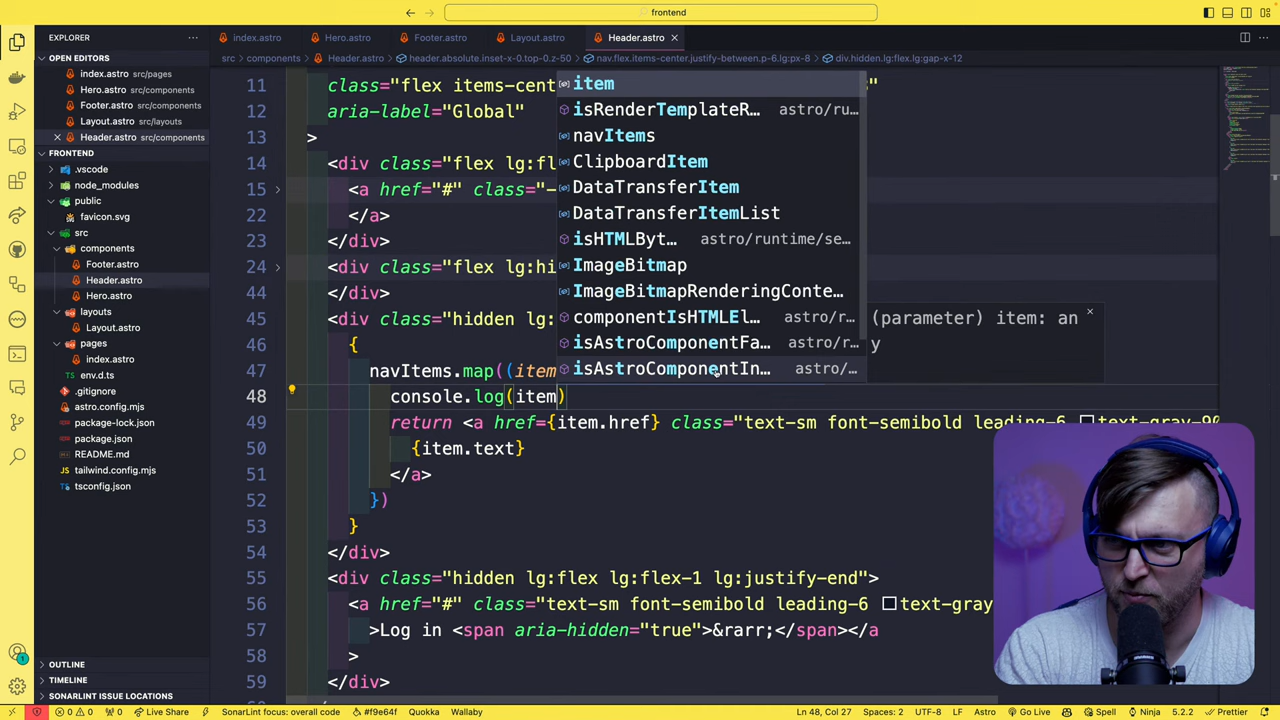 frontend
EXPLORER
index.astro
Hero.astro
Footer.astro
Layout.astro
Header.astro
OPEN EDITORS
src > components > Header.astro > header.absolute.inset-x-0.top-0.z-50 > nav.flex.items-center.justify-between.p-6.lg:px-8 > div.hidden.lg:flex.lg:gap-x-12
index.astro src/pages
Hero.astro src/components
Footer.astro src/components
Layout.astro src/layouts
Header.astro src/components
FRONTEND
.vscode
node_modules
public
favicon.svg
src
components
Footer.astro
Header.astro
Hero.astro
layouts
Layout.astro
pages
index.astro
env.d.ts
.gitignore
astro.config.mjs
package-lock.json
package.json
README.md
tailwind.config.mjs
tsconfig.json
OUTLINE
TIMELINE
SONARLINT ISSUE LOCATIONS
11 class="flex items-cent
12 aria-label="Global"
13 >
14 <div class="flex lg:fl
15 <a href="#" class="-
22 </a>
23 </div>
24 <div class="flex lg:hi
44 </div>
45 <div class="hidden lg:
46 {
47 navItems.map((item
48 console.log(item)
49 return <a href={item.href} class="text-sm font-semibold leading-6 text-gray-90
50 {item.text}
51 </a>
52 })
53 }
54 </div>
55 <div class="hidden lg:flex lg:flex-1 lg:justify-end">
56 <a href="#" class="text-sm font-semibold leading-6 text-gray
57 >Log in <span aria-hidden="true">&rarr;</span></a
58 >
59 </div>
item
isRenderTemplateR… astro/ru…
navItems
ClipboardItem
DataTransferItem
DataTransferItemList
isHTMLByt… astro/runtime/se…
ImageBitmap
ImageBitmapRenderingConte…
componentIsHTMLEl… astro/r…
isAstroComponentFa… astro/r…
isAstroComponentIn… astro/…
(parameter) item: an
y
0 0 0 Live Share SonarLint focus: overall code #f9e64f Quokka Wallaby Ln 48, Col 27 Spaces: 2 UTF-8 LF Astro Go Live Spell Ninja 5.2.2 Prettier